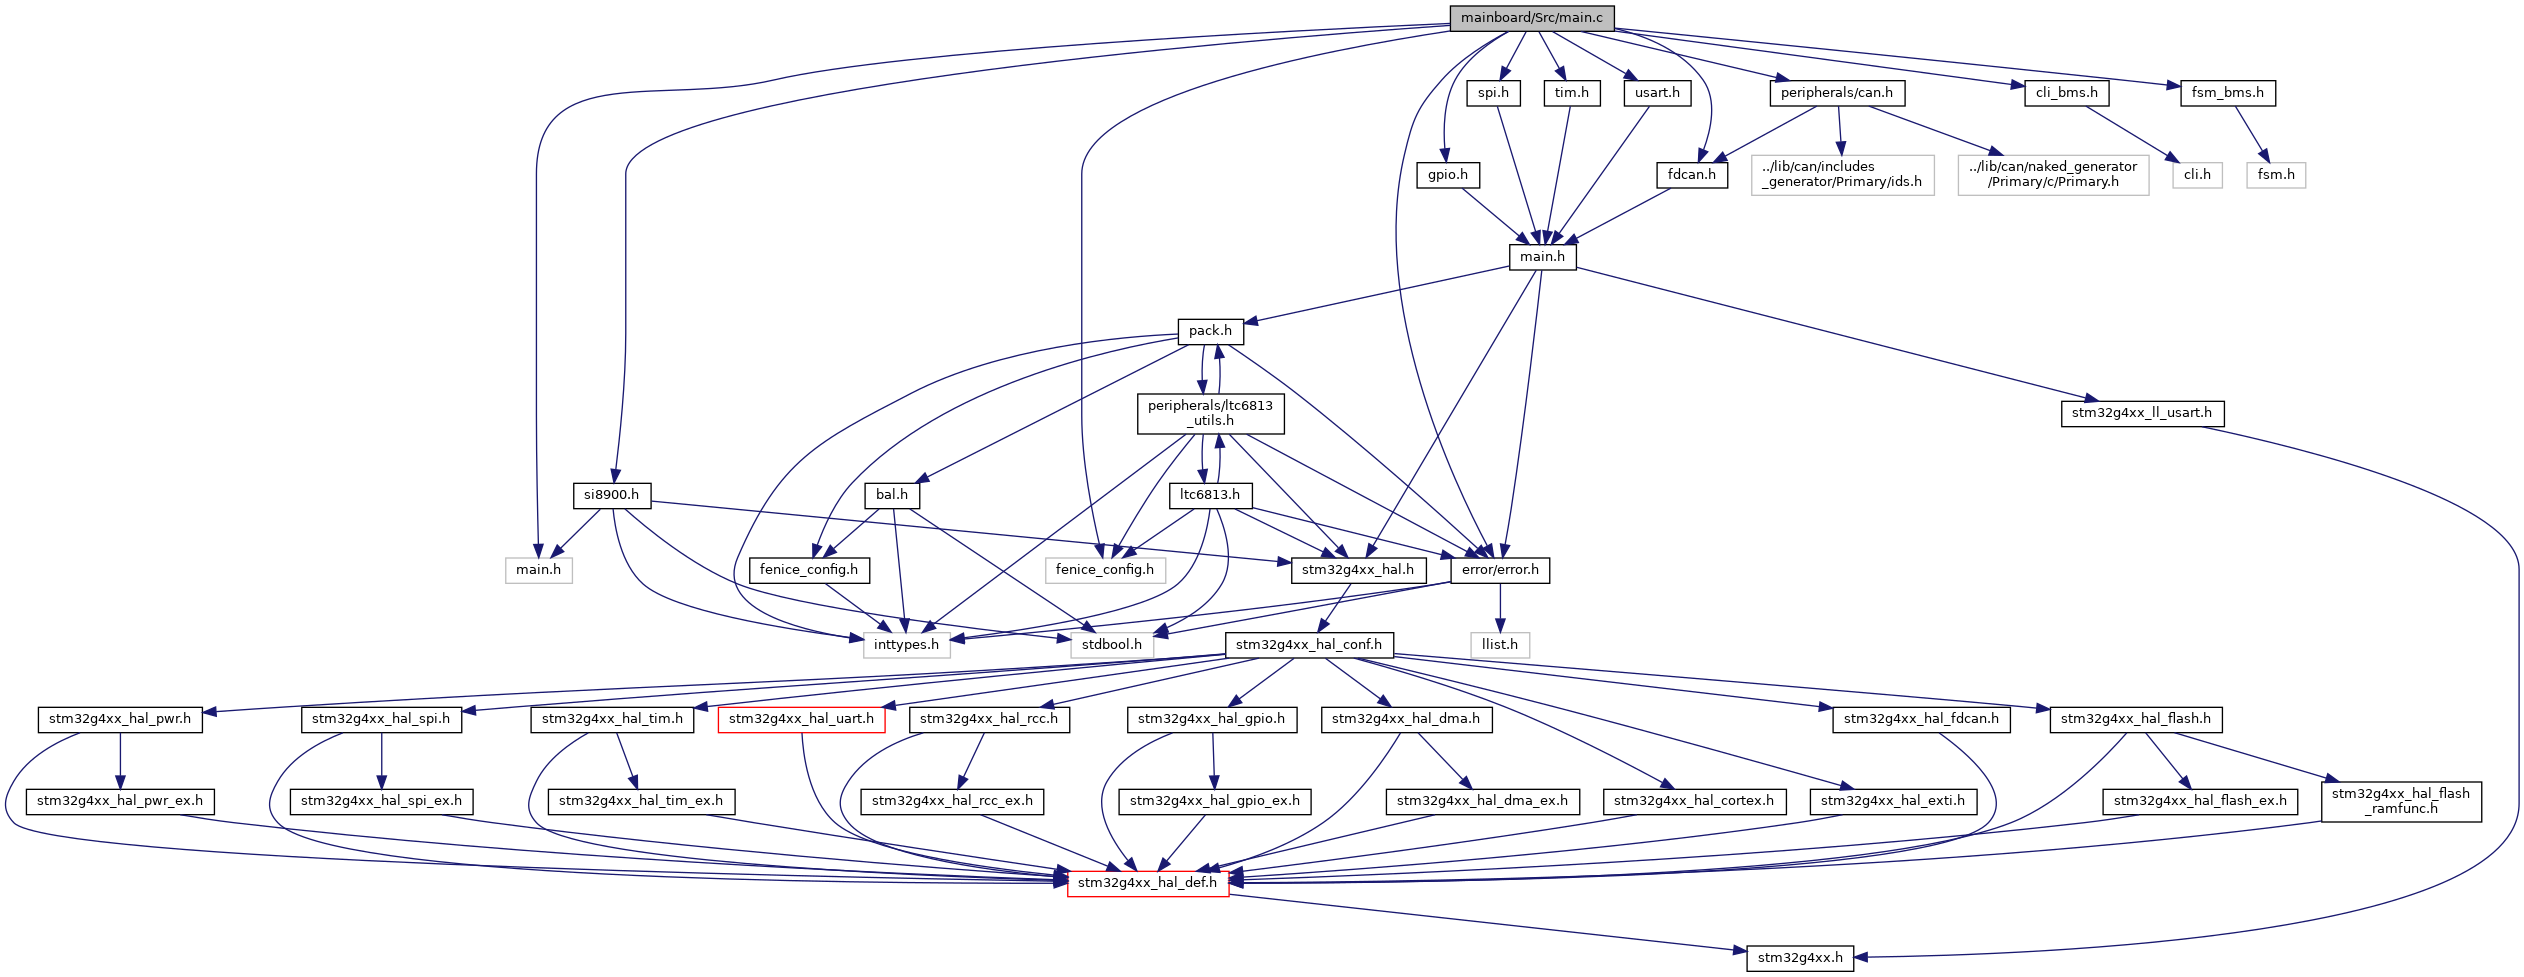 mainboard/Src/main.c
spi.h
tim.h
usart.h
peripherals/can.h
cli_bms.h
fsm_bms.h
gpio.h
fdcan.h
../lib/can/includes
_generator/Primary/ids.h
../lib/can/naked_generator
/Primary/c/Primary.h
cli.h
fsm.h
main.h
pack.h
peripherals/ltc6813
_utils.h
stm32g4xx_ll_usart.h
si8900.h
bal.h
ltc6813.h
main.h
fenice_config.h
fenice_config.h
stm32g4xx_hal.h
error/error.h
inttypes.h
stdbool.h
stm32g4xx_hal_conf.h
llist.h
stm32g4xx_hal_pwr.h
stm32g4xx_hal_spi.h
stm32g4xx_hal_tim.h
stm32g4xx_hal_uart.h
stm32g4xx_hal_rcc.h
stm32g4xx_hal_gpio.h
stm32g4xx_hal_dma.h
stm32g4xx_hal_fdcan.h
stm32g4xx_hal_flash.h
stm32g4xx_hal_pwr_ex.h
stm32g4xx_hal_spi_ex.h
stm32g4xx_hal_tim_ex.h
stm32g4xx_hal_rcc_ex.h
stm32g4xx_hal_gpio_ex.h
stm32g4xx_hal_dma_ex.h
stm32g4xx_hal_cortex.h
stm32g4xx_hal_exti.h
stm32g4xx_hal_flash_ex.h
stm32g4xx_hal_flash
_ramfunc.h
stm32g4xx_hal_def.h
stm32g4xx.h